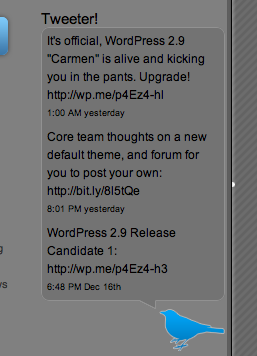 Tweeter!
It's official, WordPress 2.9
"Carmen" is alive and kicking
you in the pants. Upgrade!
http://wp.me/p4Ez4-hl
1:00 AM yesterday
Core team thoughts on a new
default theme, and forum for
you to post your own:
http://bit.ly/8I5tQe
8:01 PM yesterday
WordPress 2.9 Release
Candidate 1:
http://wp.me/p4Ez4-h3
6:48 PM Dec 16th